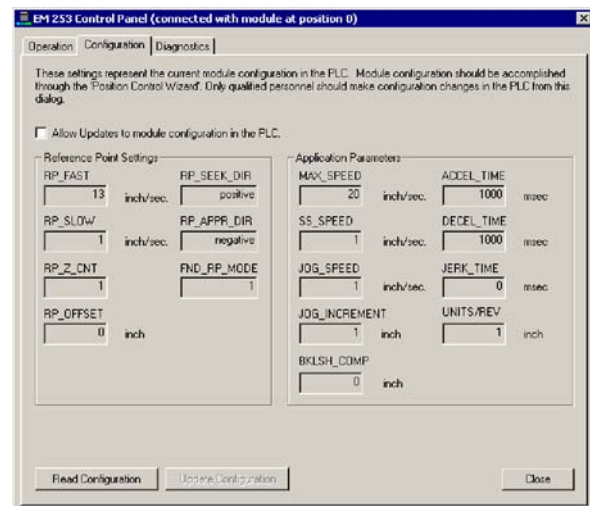 EM 253 Control Panel (connected with module at position 0)
Operation Configuration Diagnostics
These settings represent the current module configuration in the PLC. Module configuration should be accomplished
through the 'Position Control Wizard'. Only qualified personnel should make configuration changes in the PLC from this
dialog.
Allow Updates to module configuration in the PLC.
Reference Point Settings
RP_FAST RP_SEEK_DIR
13 inch/sec. positive
RP_SLOW RP_APPR_DIR
1 inch/sec. negative
RP_Z_CNT FND_RP_MODE
1 1
RP_OFFSET
0 inch
Application Parameters
MAX_SPEED ACCEL_TIME
20 inch/sec. 1000 msec
SS_SPEED DECEL_TIME
1 inch/sec. 1000 msec
JOG_SPEED JERK_TIME
1 inch/sec. 0 msec
JOG_INCREMENT UNITS/REV
1 inch 1 inch
BKLSH_COMP
0 inch
Read Configuration Update Configuration Close